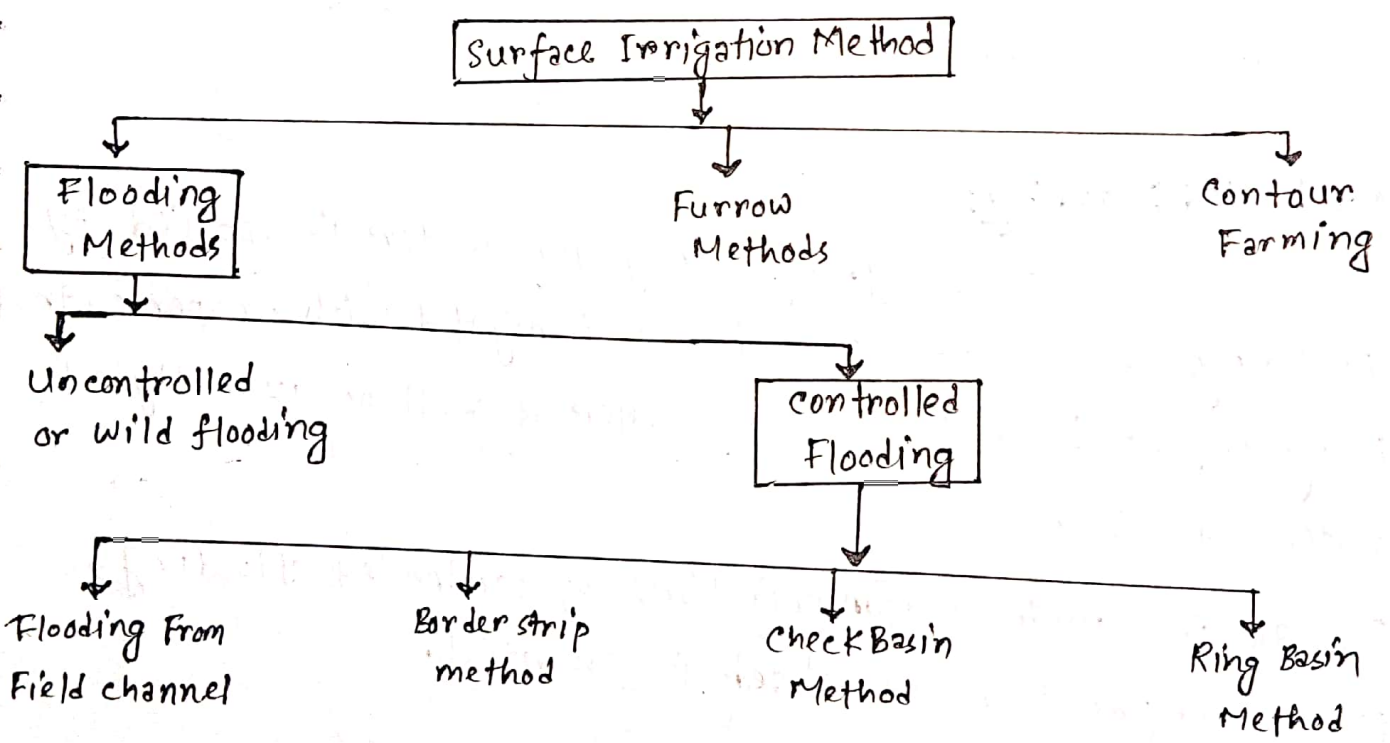 Surface Irrigation Method
Flooding
Methods
Furrow
Methods
Contour
Farming
Uncontrolled
or Wild flooding
controlled
Flooding
Flooding From
Field channel
Border strip
method
Check Basin
Method
Ring Basin
Method